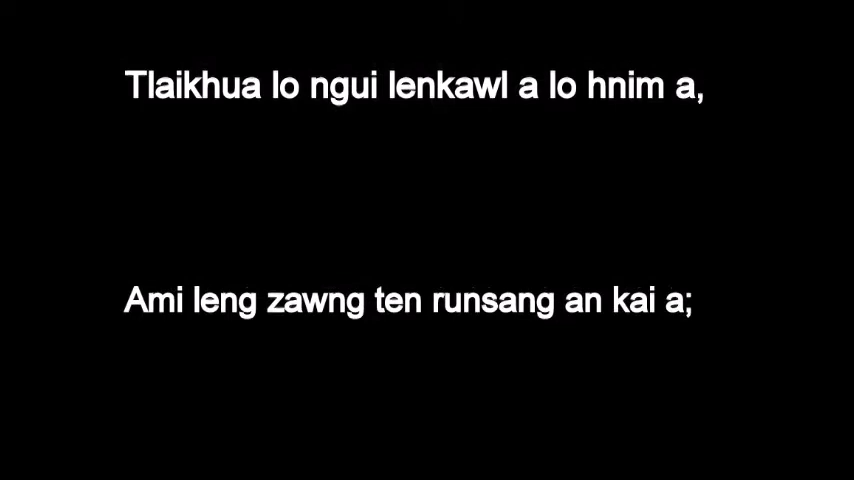 Tlaikhua lo ngui lenkawl a lo hnim a,
Ami leng zawng ten runsang an kai a;